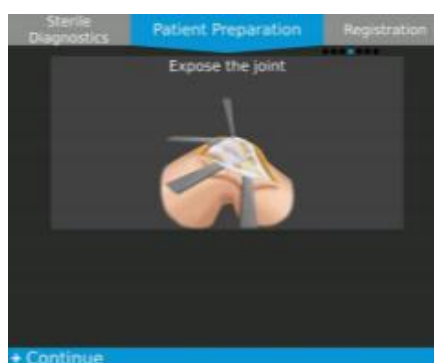 Sterile
Diagnostics
Patient Preparation
Registration
Expose the joint
+ Continue